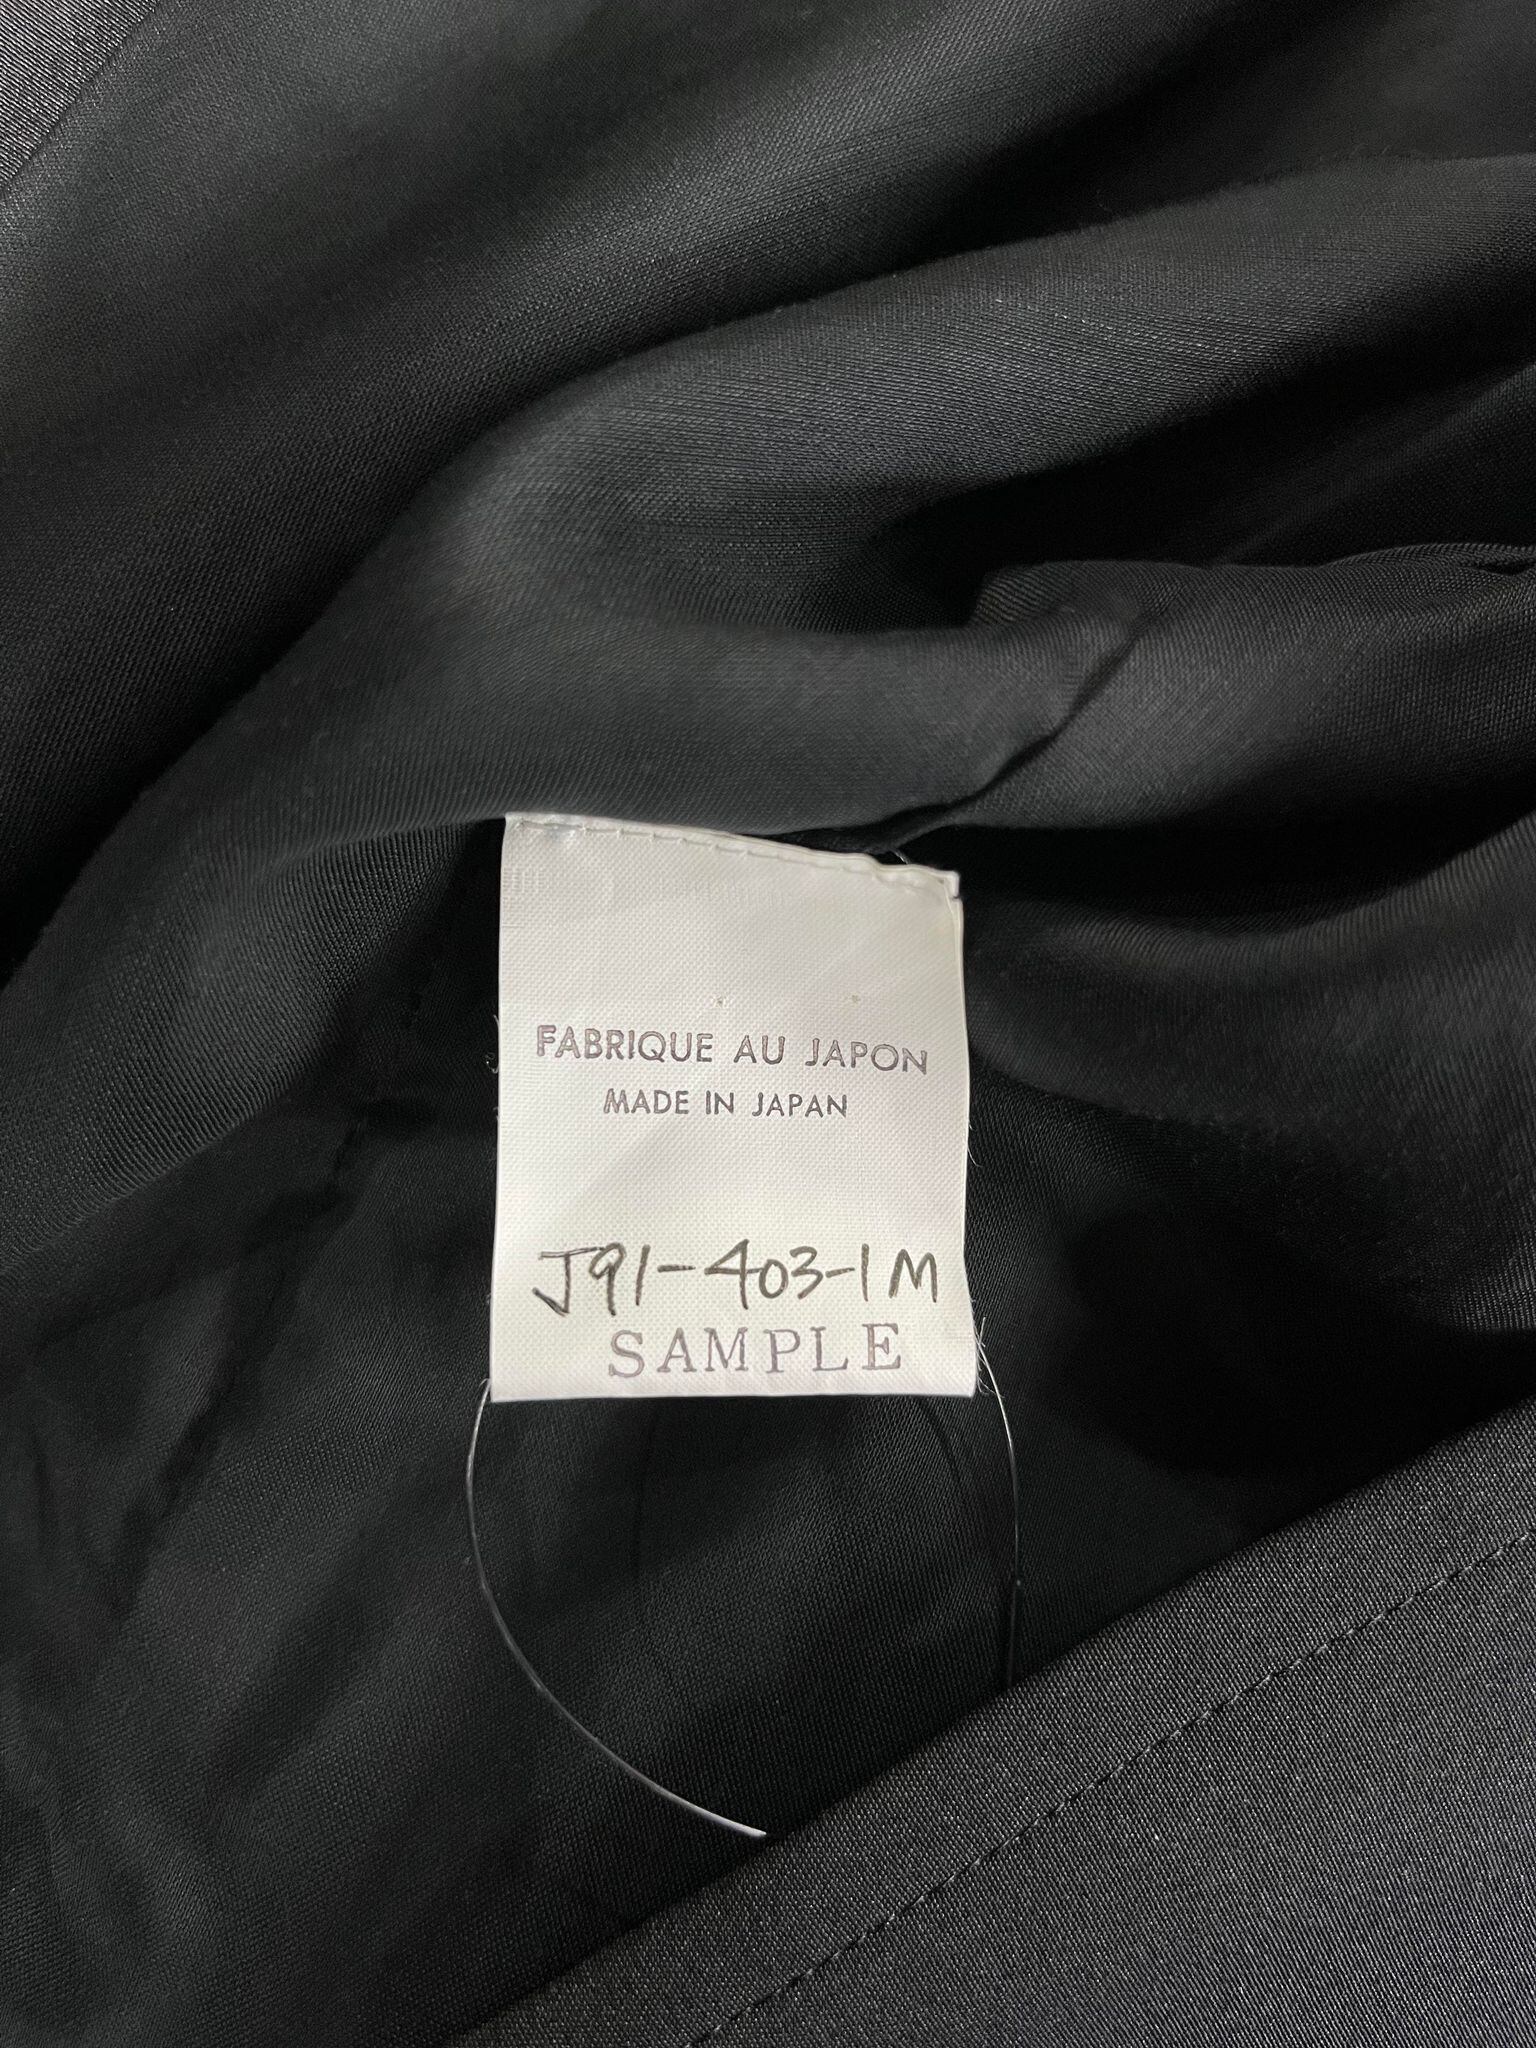 FABRIQUE AU JAPON
MADE IN JAPAN
J91-403-1M
SAMPLE